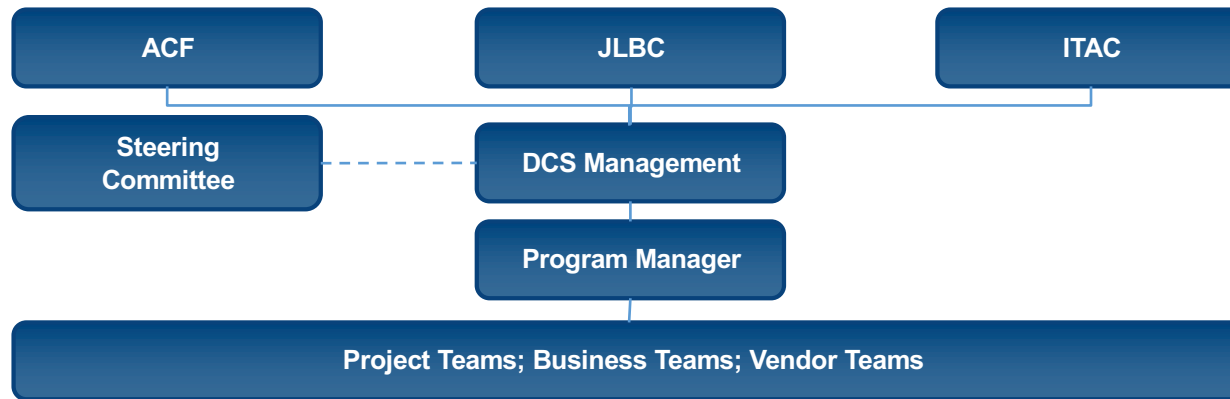 ACF
JLBC
ITAC
Steering
Committee
DCS Management
Program Manager
Project Teams; Business Teams; Vendor Teams